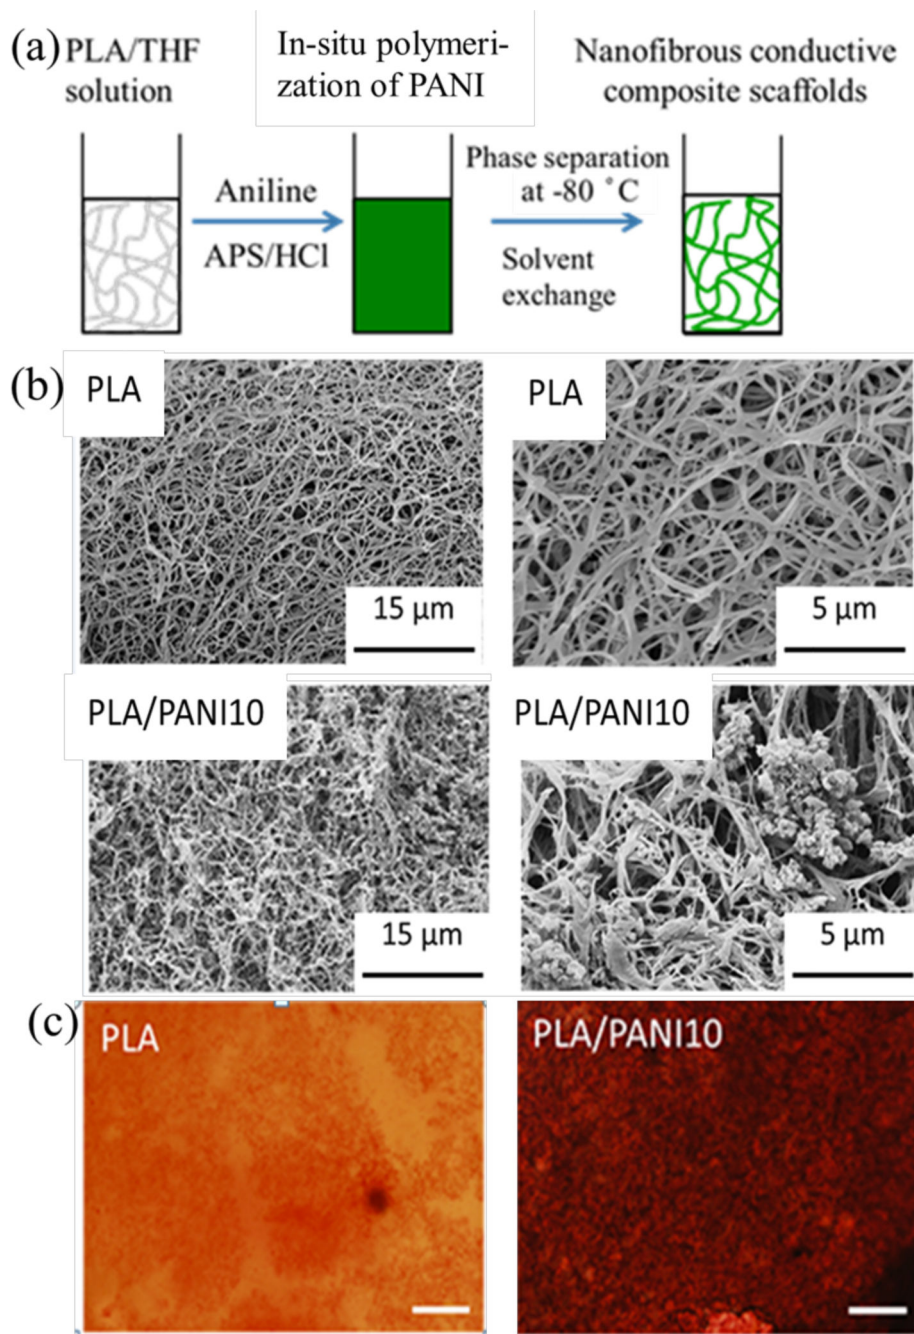 (a)
PLA/THF
solution
In-situ polymeri-
zation of PANI
Nanofibrous conductive
composite scaffolds
Aniline
APS/HCl
Phase separation
at -80 °C
Solvent
exchange
(b)
PLA
15 μm
PLA
5 μm
PLA/PANI10
15 μm
PLA/PANI10
5 μm
(c)
PLA
PLA/PANI10